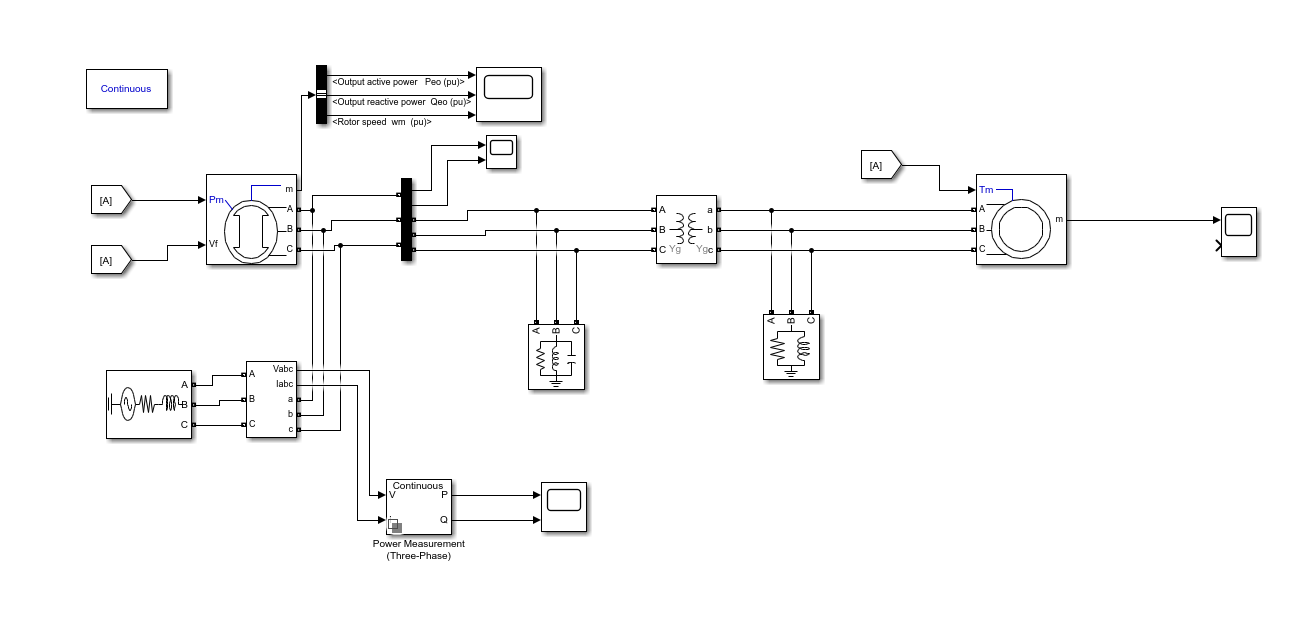 Continuous
<Output active power   Peo (pu)>
<Output reactive power  Qeo (pu)>
<Rotor speed  wm  (pu)>
[A]
[A]
Pm
Vf
m
A
B
C
A
B
C
Yg
a
b
c
Yg
[A]
Tm
A
B
C
m
A
B
C
A
B
C
A
B
C
A
B
C
Vabc
Iabc
a
b
c
Continuous
V
P
Q
Power Measurement
(Three-Phase)